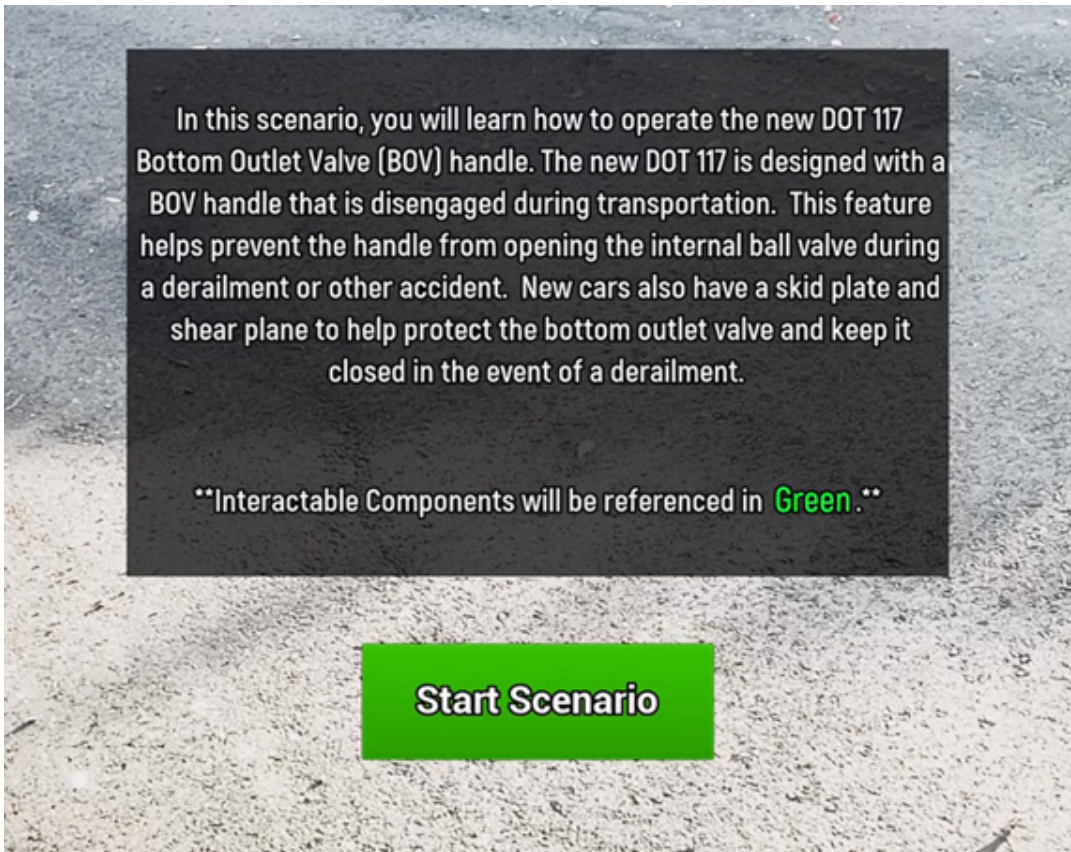 In this scenario, you will learn how to operate the new DOT 117
Bottom Outlet Valve (BOV) handle. The new DOT 117 is designed with a
BOV handle that is disengaged during transportation.  This feature
helps prevent the handle from opening the internal ball valve during
a derailment or other accident.  New cars also have a skid plate and
shear plane to help protect the bottom outlet valve and keep it
closed in the event of a derailment.
**Interactable Components will be referenced in Green.**
Start Scenario